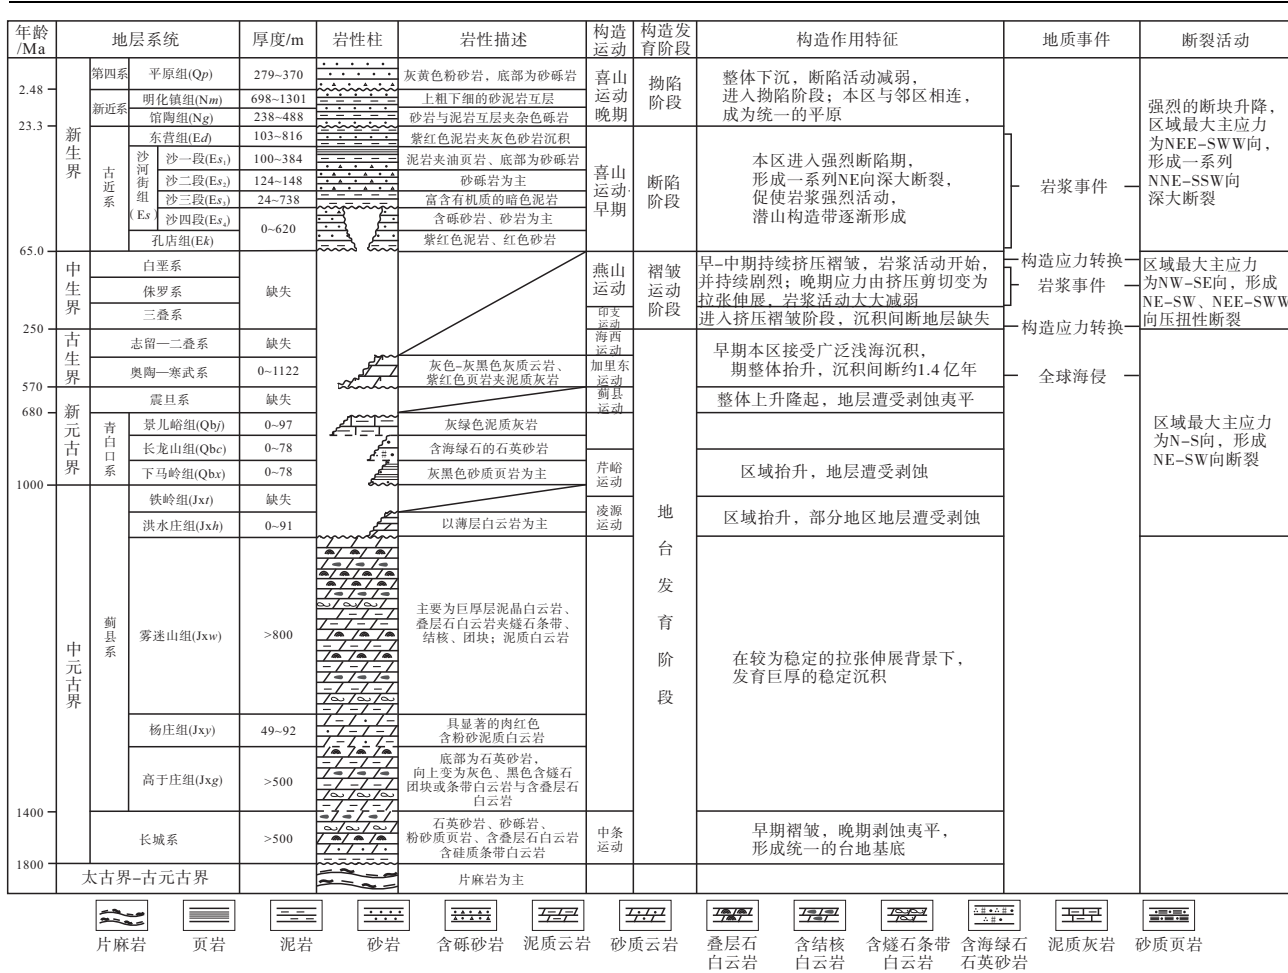 年龄
/Ma
地层系统
厚度/m
岩性柱
岩性描述
构造
运动
构造发
育阶段
构造作用特征
地质事件
断裂活动
2.48
23.3
65.0
250
570
680
1000
1400
1800
新生界
第四系
平原组(Qp)
279~370
灰黄色粉砂岩，底部为砂砾岩
新近系
明化镇组(Nm)
698~1301
上粗下细的砂泥岩互层
馆陶组(Ng)
238~488
砂岩与泥岩互层夹杂色砾岩
古近系
东营组(Ed)
103~816
紫红色泥岩夹灰色砂岩沉积
沙河街组(Es)
沙一段(Es₁)
100~384
泥岩夹油页岩、底部为砂砾岩
沙二段(Es₂)
124~148
砂砾岩为主
沙三段(Es₃)
24~738
富含有机质的暗色泥岩
沙四段(Es₄)
0~620
含砾砂岩、砂岩为主
孔店组(Ek)
紫红色泥岩、红色砂岩
喜山
运动
晚期
拗陷
阶段
整体下沉，断陷活动减弱，
进入拗陷阶段；本区与邻区相连，
成为统一的平原
喜山
运动·
早期
断陷
阶段
本区进入强烈断陷期，
形成一系列NE向深大断裂，
促使岩浆强烈活动，
潜山构造带逐渐形成
岩浆事件
强烈的断块升降，
区域最大主应力
为NEE-SWW向，
形成一系列
NNE-SSW向
深大断裂
中生界
白垩系
侏罗系
三叠系
缺失
燕山
运动
印支
运动
褶皱
运动
阶段
早-中期持续挤压褶皱，岩浆活动开始，
并持续剧烈；晚期应力由挤压剪切变为
拉张伸展，岩浆活动大大减弱
进入挤压褶皱阶段，沉积间断地层缺失
构造应力转换
岩浆事件
构造应力转换
区域最大主应力
为NW-SE向，形成
NE-SW、NEE-SWW
向压扭性断裂
古生界
志留—二叠系
缺失
奥陶—寒武系
0~1122
灰色-灰黑色灰质云岩、
紫红色页岩夹泥质灰岩
海西
运动
加里东
运动
早期本区接受广泛浅海沉积，
期整体抬升，沉积间断约1.4亿年
全球海侵
新元古界
震旦系
缺失
蓟县
运动
整体上升隆起，地层遭受剥蚀夷平
青白口系
景儿峪组(Qbj)
0~97
灰绿色泥质灰岩
长龙山组(Qbc)
0~78
含海绿石的石英砂岩
下马岭组(Qbx)
0~78
灰黑色砂质页岩为主
芹峪
运动
区域抬升，地层遭受剥蚀
区域最大主应力
为N-S向，形成
NE-SW向断裂
中元古界
蓟县系
铁岭组(Jxt)
缺失
洪水庄组(Jxh)
0~91
以薄层白云岩为主
凌源
运动
区域抬升，部分地区地层遭受剥蚀
地台发育阶段
雾迷山组(Jxw)
>800
主要为巨厚层泥晶白云岩、
叠层石白云岩夹燧石条带、
结核、团块；泥质白云岩
在较为稳定的拉张伸展背景下，
发育巨厚的稳定沉积
杨庄组(Jxy)
49~92
具显著的肉红色
含粉砂泥质白云岩
高于庄组(Jxg)
>500
底部为石英砂岩，
向上变为灰色、黑色含燧石
团块或条带白云岩与含叠层石
白云岩
长城系
>500
石英砂岩、砂砾岩、
粉砂质页岩、含叠层石白云岩
含硅质条带白云岩
中条
运动
早期褶皱，晚期剥蚀夷平，
形成统一的台地基底
太古界-古元古界
片麻岩为主
片麻岩
页岩
泥岩
砂岩
含砾砂岩
泥质云岩
砂质云岩
叠层石
白云岩
含结核
白云岩
含燧石条带
白云岩
含海绿石
石英砂岩
泥质灰岩
砂质页岩